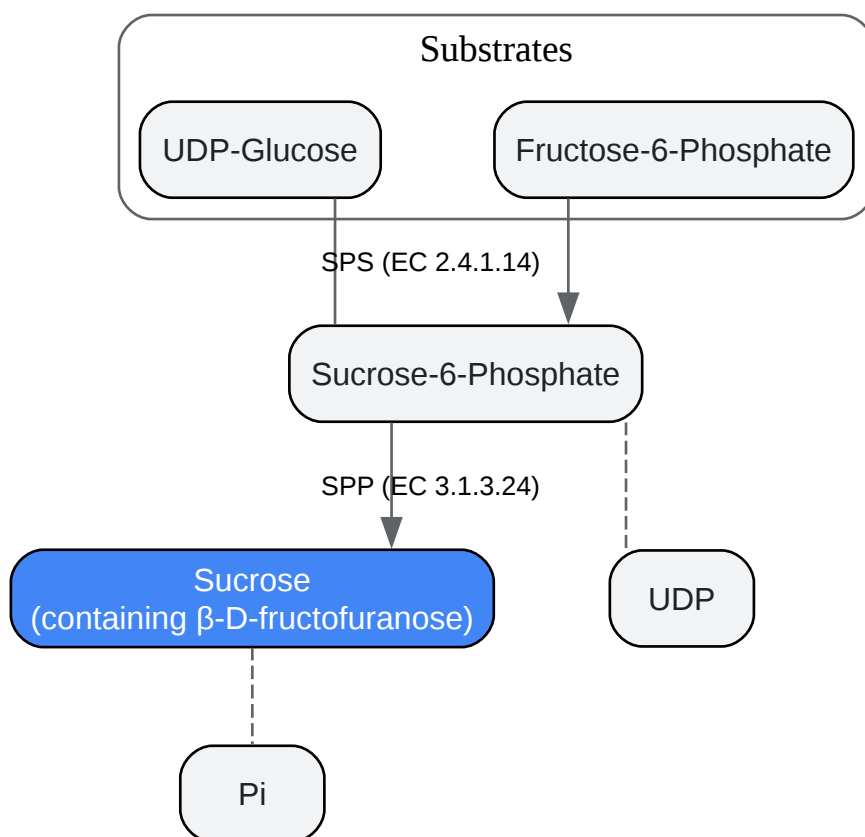 Substrates
UDP-Glucose
Fructose-6-Phosphate
SPS (EC 2.4.1.14)
Sucrose-6-Phosphate
SPP (EC 3.1.3.24)
Sucrose
(containing β-D-fructofuranose)
UDP
Pi